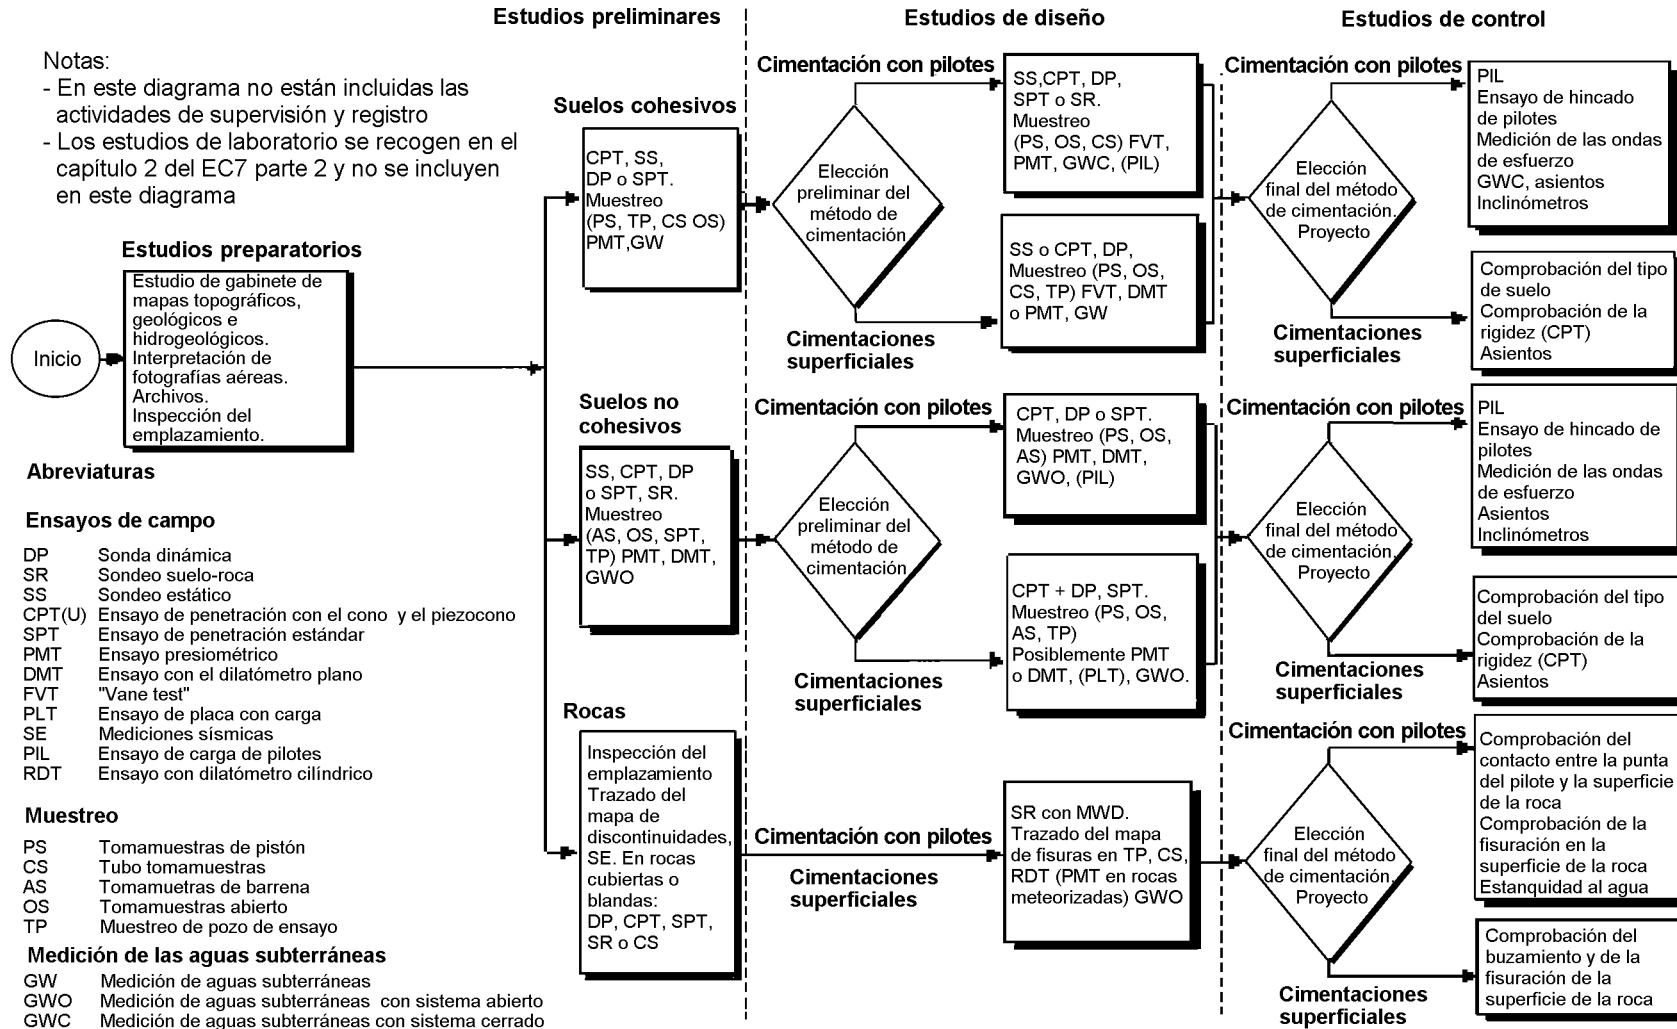 Estudios preliminares
Estudios de diseño
Estudios de control
Notas:
- En este diagrama no están incluidas las
actividades de supervisión y registro
- Los estudios de laboratorio se recogen en el
capítulo 2 del EC7 parte 2 y no se incluyen
en este diagrama
Estudios preparatorios
Inicio
Estudio de gabinete de
mapas topográficos,
geológicos e
hidrogeológicos.
Interpretación de
fotografías aéreas.
Archivos.
Inspección del
emplazamiento.
Suelos cohesivos
CPT, SS,
DP o SPT.
Muestreo
(PS, TP, CS OS)
PMT,GW
Elección
preliminar del
método de
cimentación
Cimentación con pilotes
SS,CPT, DP,
SPT o SR.
Muestreo
(PS, OS, CS) FVT,
PMT, GWC, (PIL)
SS o CPT, DP,
Muestreo (PS, OS,
CS, TP) FVT, DMT
o PMT, GW
Cimentaciones
superficiales
Cimentación con pilotes
Elección
final del método
de cimentación.
Proyecto
PIL
Ensayo de hincado
de pilotes
Medición de las ondas
de esfuerzo
GWC, asientos
Inclinómetros
Comprobación del tipo
de suelo
Comprobación de la
rigidez (CPT)
Asientos
Cimentaciones
superficiales
Suelos no
cohesivos
SS, CPT, DP
o SPT, SR.
Muestreo
(AS, OS, SPT,
TP) PMT, DMT,
GWO
Elección
preliminar del
método de
cimentación
Cimentación con pilotes
CPT, DP o SPT.
Muestreo (PS, OS,
AS) PMT, DMT,
GWO, (PIL)
CPT + DP, SPT.
Muestreo (PS, OS,
AS, TP)
Posiblemente PMT
o DMT, (PLT), GWO.
Cimentaciones
superficiales
Cimentación con pilotes
Elección
final del método
de cimentación.
Proyecto
PIL
Ensayo de hincado de
pilotes
Medición de las ondas
de esfuerzo
Asientos
Inclinómetros
Comprobación del tipo
del suelo
Comprobación de la
rigidez (CPT)
Asientos
Cimentaciones
superficiales
Rocas
Inspección del
emplazamiento
Trazado del
mapa de
discontinuidades,
SE. En rocas
cubiertas o
blandas:
DP, CPT, SPT,
SR o CS
Cimentación con pilotes
Cimentaciones
superficiales
SR con MWD.
Trazado del mapa
de fisuras en TP, CS,
RDT (PMT en rocas
meteorizadas) GWO
Cimentación con pilotes
Elección
final del método
de cimentación.
Proyecto
Comprobación del
contacto entre la punta
del pilote y la superficie
de la roca
Comprobación de la
fisuración en la
superficie de la roca
Estanquidad al agua
Comprobación del
buzamiento y de la
fisuración de la
superficie de la roca
Cimentaciones
superficiales
Abreviaturas
Ensayos de campo
DP Sonda dinámica
SR Sondeo suelo-roca
SS Sondeo estático
CPT(U) Ensayo de penetración con el cono y el piezocono
SPT Ensayo de penetración estándar
PMT Ensayo presiométrico
DMT Ensayo con el dilatómetro plano
FVT "Vane test"
PLT Ensayo de placa con carga
SE Mediciones sísmicas
PIL Ensayo de carga de pilotes
RDT Ensayo con dilatómetro cilíndrico
Muestreo
PS Tomamuestras de pistón
CS Tubo tomamuestras
AS Tomamuetras de barrena
OS Tomamuestras abierto
TP Muestreo de pozo de ensayo
Medición de las aguas subterráneas
GW Medición de aguas subterráneas
GWO Medición de aguas subterráneas con sistema abierto
GWC Medición de aguas subterráneas con sistema cerrado